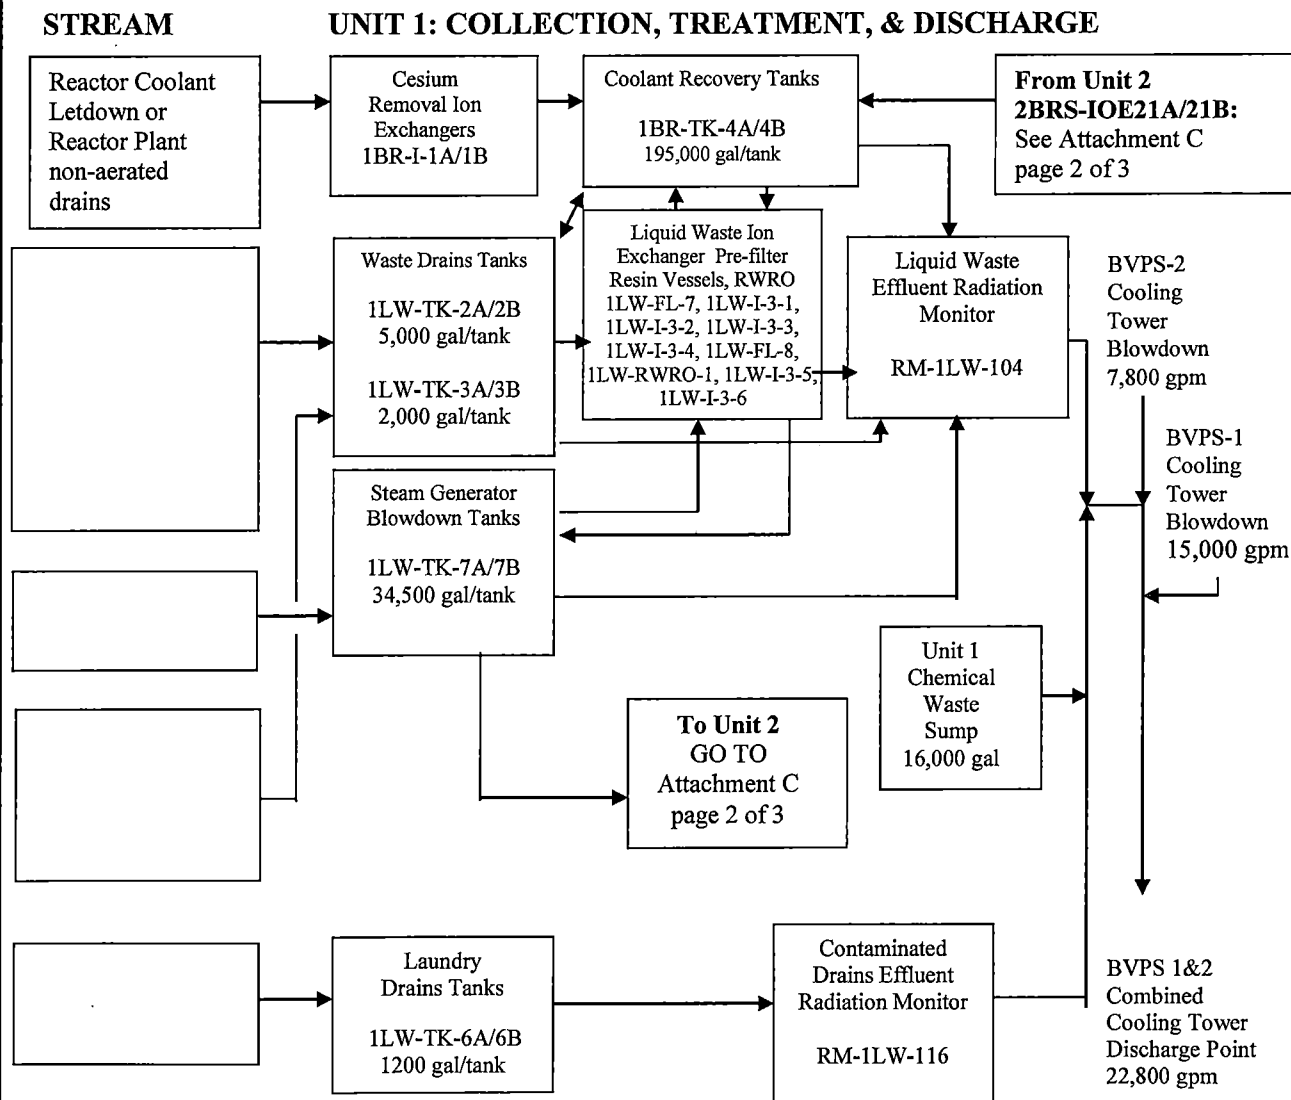 STREAM
UNIT 1: COLLECTION, TREATMENT, & DISCHARGE
Reactor Coolant
Letdown or
Reactor Plant
non-aerated
drains
Cesium
Removal Ion
Exchangers
1BR-I-1A/1B
Coolant Recovery Tanks
1BR-TK-4A/4B
195,000 gal/tank
From Unit 2
2BRS-IOE21A/21B:
See Attachment C
page 2 of 3
Waste Drains Tanks
1LW-TK-2A/2B
5,000 gal/tank
1LW-TK-3A/3B
2,000 gal/tank
Liquid Waste Ion
Exchanger Pre-filter
Resin Vessels, RWRO
1LW-FL-7, 1LW-I-3-1,
1LW-I-3-2, 1LW-I-3-3,
1LW-I-3-4, 1LW-FL-8,
1LW-RWRO-1, 1LW-I-3-5,
1LW-I-3-6
Liquid Waste
Effluent Radiation
Monitor
RM-1LW-104
BVPS-2
Cooling
Tower
Blowdown
7,800 gpm
BVPS-1
Cooling
Tower
Blowdown
15,000 gpm
Steam Generator
Blowdown Tanks
1LW-TK-7A/7B
34,500 gal/tank
Unit 1
Chemical
Waste
Sump
16,000 gal
To Unit 2
GO TO
Attachment C
page 2 of 3
Laundry
Drains Tanks
1LW-TK-6A/6B
1200 gal/tank
Contaminated
Drains Effluent
Radiation Monitor
RM-1LW-116
BVPS 1&2
Combined
Cooling Tower
Discharge Point
22,800 gpm